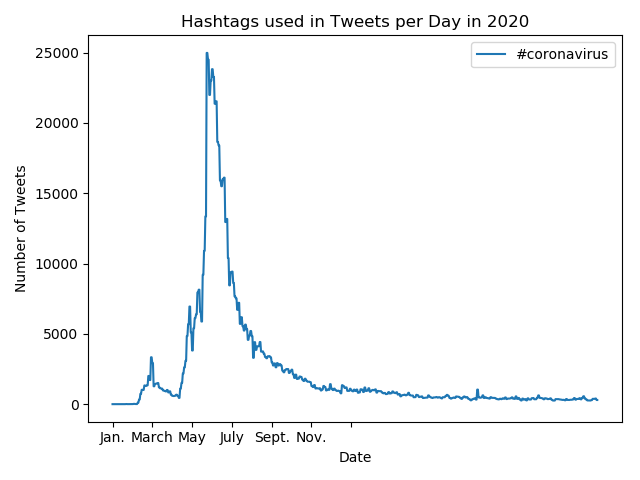 Hashtags used in Tweets per Day in 2020
#coronavirus
25000
20000
15000
10000
5000
0
Number of Tweets
Jan. March May July Sept. Nov.
Date